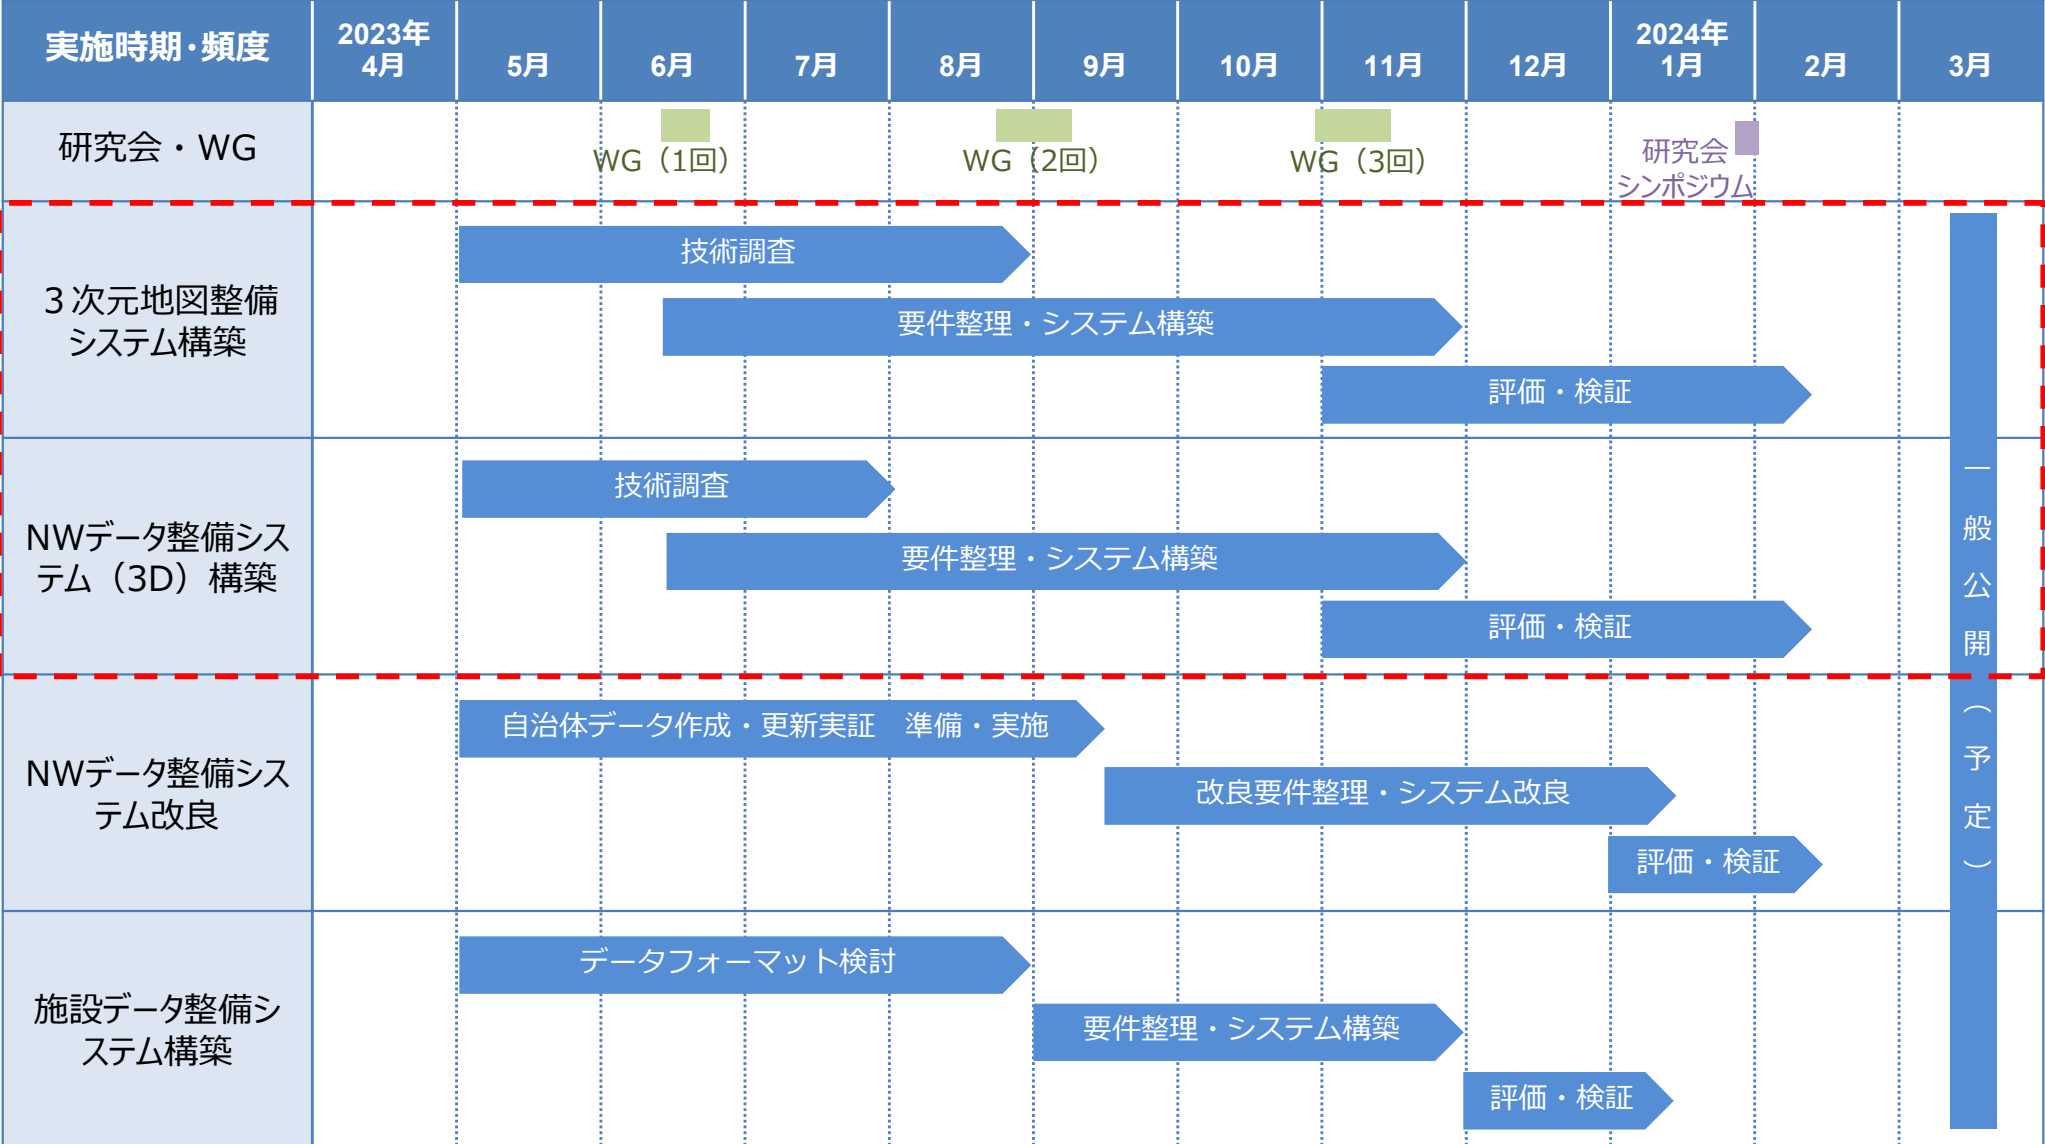 実施時期・頻度
2023年
4月
5月
6月
7月
8月
9月
10月
11月
12月
2024年
1月
2月
3月
研究会・WG
WG（1回）
WG（2回）
WG（3回）
研究会
シンポジウム
３次元地図整備
システム構築
技術調査
要件整理・システム構築
評価・検証
NWデータ整備シス
テム（3D）構築
技術調査
要件整理・システム構築
評価・検証
NWデータ整備シス
テム改良
自治体データ作成・更新実証　準備・実施
改良要件整理・システム改良
評価・検証
施設データ整備シ
ステム構築
データフォーマット検討
要件整理・システム構築
評価・検証
一般公開（予定）